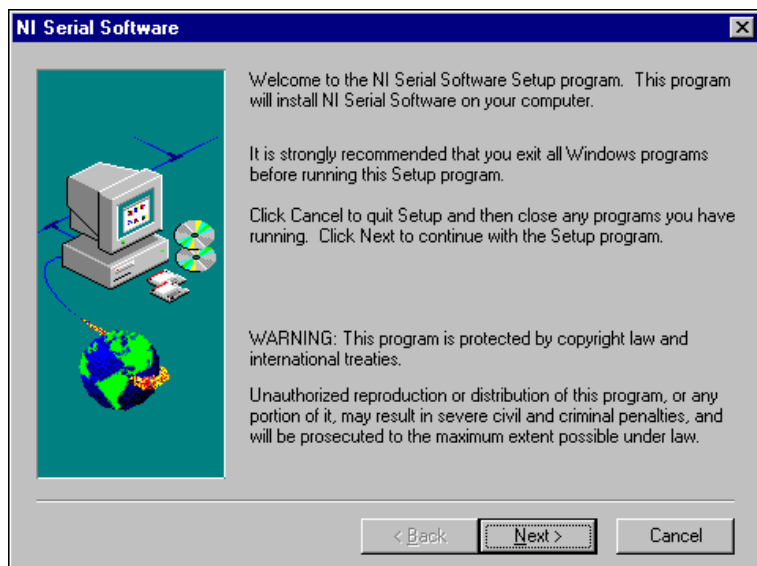 NI Serial Software
Welcome to the NI Serial Software Setup program.  This program
will install NI Serial Software on your computer.
It is strongly recommended that you exit all Windows programs
before running this Setup program.
Click Cancel to quit Setup and then close any programs you have
running.  Click Next to continue with the Setup program.
WARNING: This program is protected by copyright law and
international treaties.
Unauthorized reproduction or distribution of this program, or any
portion of it, may result in severe civil and criminal penalties, and
will be prosecuted to the maximum extent possible under law.
< Back  Next >  Cancel